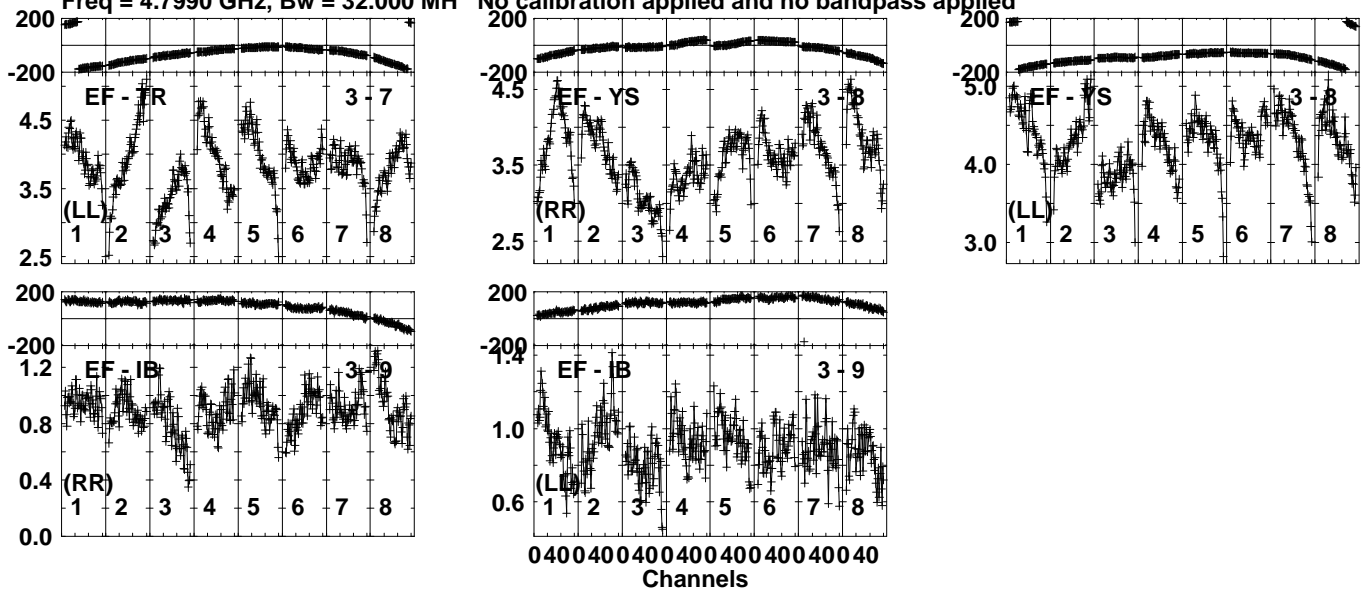 Freq = 4.7990 GHz, Bw = 32.000 MH No calibration applied and no bandpass applied
200
-200
EF - TR 3 - 7
4.5
3.5
2.5
(LL)
1 2 3 4 5 6 7 8
200
-200
EF - YS 3 - 8
4.5
3.5
2.5
(RR)
1 2 3 4 5 6 7 8
200
-200
EF - YS 3 - 8
5.0
4.0
3.0
(LL)
1 2 3 4 5 6 7 8
200
-200
EF - IB 3 - 9
1.2
0.8
0.4
0.0
(RR)
1 2 3 4 5 6 7 8
200
-200
EF - IB 3 - 9
1.4
1.0
0.6
(LL)
1 2 3 4 5 6 7 8
0 40 0 40 0 40 0 40 0 40 0 40 0 40 0 40
Channels